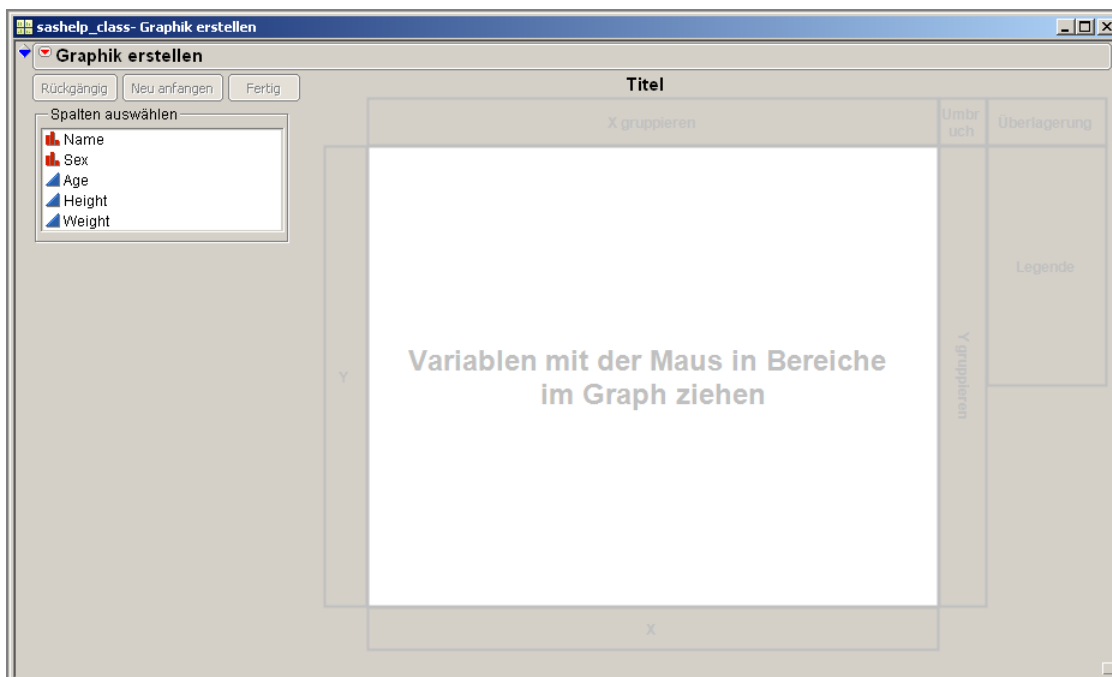 sashelp_class- Graphik erstellen
Graphik erstellen
Rückgängig
Neu anfangen
Fertig
Titel
Spalten auswählen
Name
Sex
Age
Height
Weight
X gruppieren
Umbr
uch
Überlagerung
Y
Variablen mit der Maus in Bereiche
im Graph ziehen
Y gruppieren
Legende
X